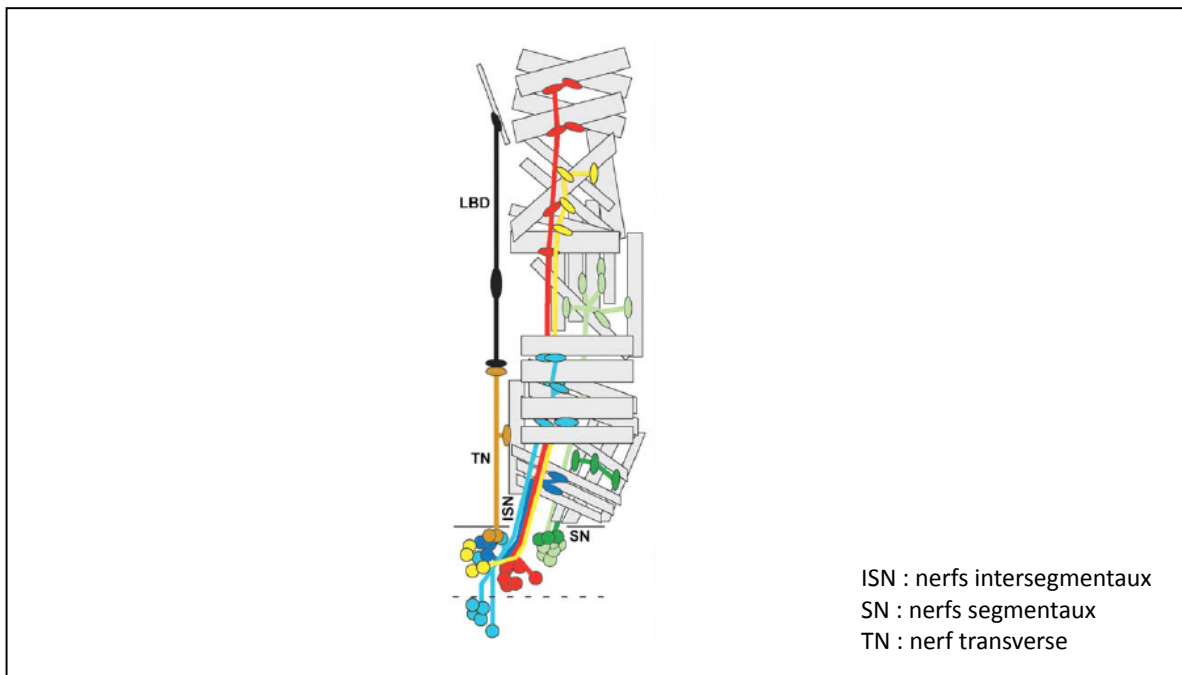 LBD
TN
ISN
SN
ISN : nerfs intersegmentaux
SN : nerfs segmentaux
TN : nerf transverse